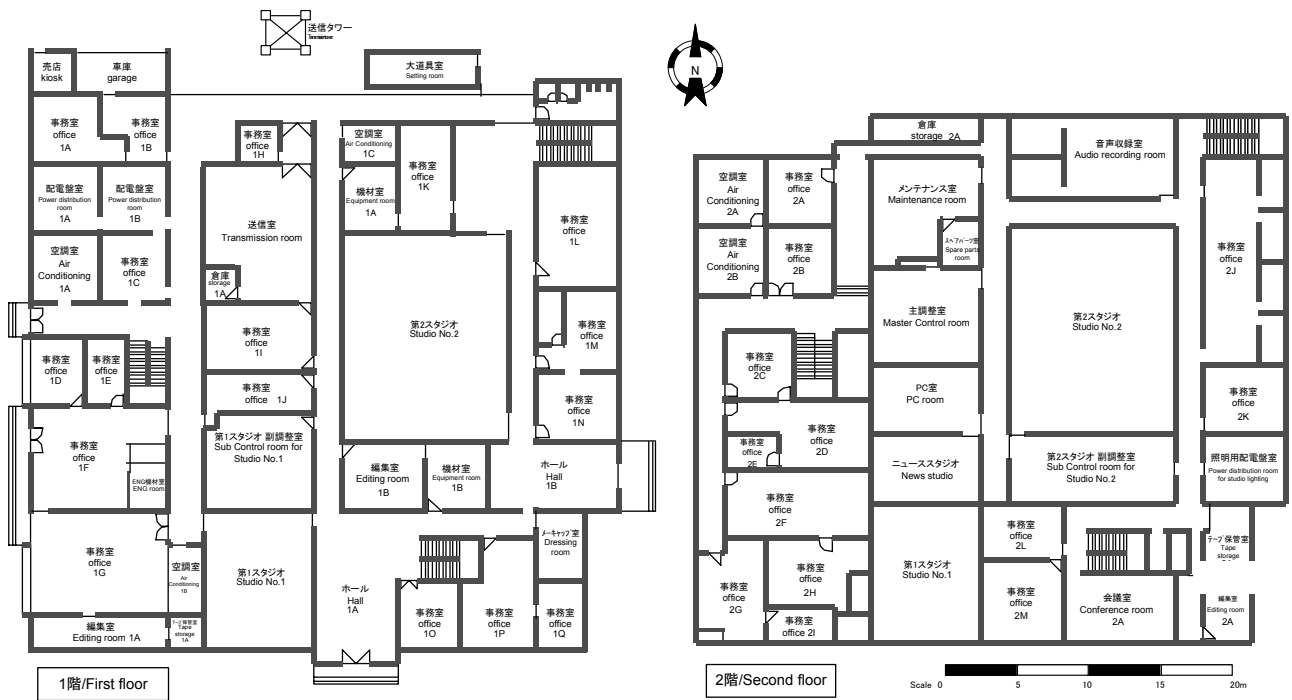 送信タワー
売店
kiosk
車庫
garage
大道具室
Setting room
事務室
office
1A
事務室
office
1B
事務室
office
1H
空調室
Air Conditioning
1C
事務室
office
1K
配電盤室
Power distribution
room
1A
配電盤室
Power distribution
room
1B
機材室
Equipment room
1A
送信室
Transmission room
事務室
office
1L
空調室
Air
Conditioning
1A
事務室
office
1C
倉庫
storage
1A
第2スタジオ
Studio No.2
事務室
office
1I
事務室
office
1M
事務室
office
1D
事務室
office
1E
事務室
office 1J
事務室
office
1N
事務室
office
1F
第1スタジオ 副調整室
Sub Control room for
Studio No.1
ENG機材室
ENG room
編集室
Editing room
1B
機材室
Equipment room
1B
ホール
Hall
1B
事務室
office
1G
空調室
Air
Conditioning
1B
第1スタジオ
Studio No.1
メーキャップ室
Dressing
room
ホール
Hall
1A
事務室
office
1O
事務室
office
1P
事務室
office
1Q
編集室
Editing room 1A
テープ保管室
Tape
storage
1A
1階/First floor
N
倉庫
storage 2A
音声収録室
Audio recording room
空調室
Air
Conditioning
2A
事務室
office
2A
メンテナンス室
Maintenance room
スペアパーツ室
Spare parts
room
空調室
Air
Conditioning
2B
事務室
office
2B
事務室
office
2J
主調整室
Master Control room
第2スタジオ
Studio No.2
事務室
office
2C
PC室
PC room
事務室
office
2K
事務室
office
2D
事務室
office
2E
ニューススタジオ
News studio
第2スタジオ 副調整室
Sub Control room for
Studio No.2
照明用配電盤室
Power distribution room
for studio lighting
事務室
office
2F
事務室
office
2L
テープ保管室
Tape
storage
第1スタジオ
Studio No.1
事務室
office
2G
事務室
office
2H
事務室
office
2M
会議室
Conference room
2A
編集室
Editing room
2A
事務室
office 2I
2階/Second floor
Scale 0 5 10 15 20m